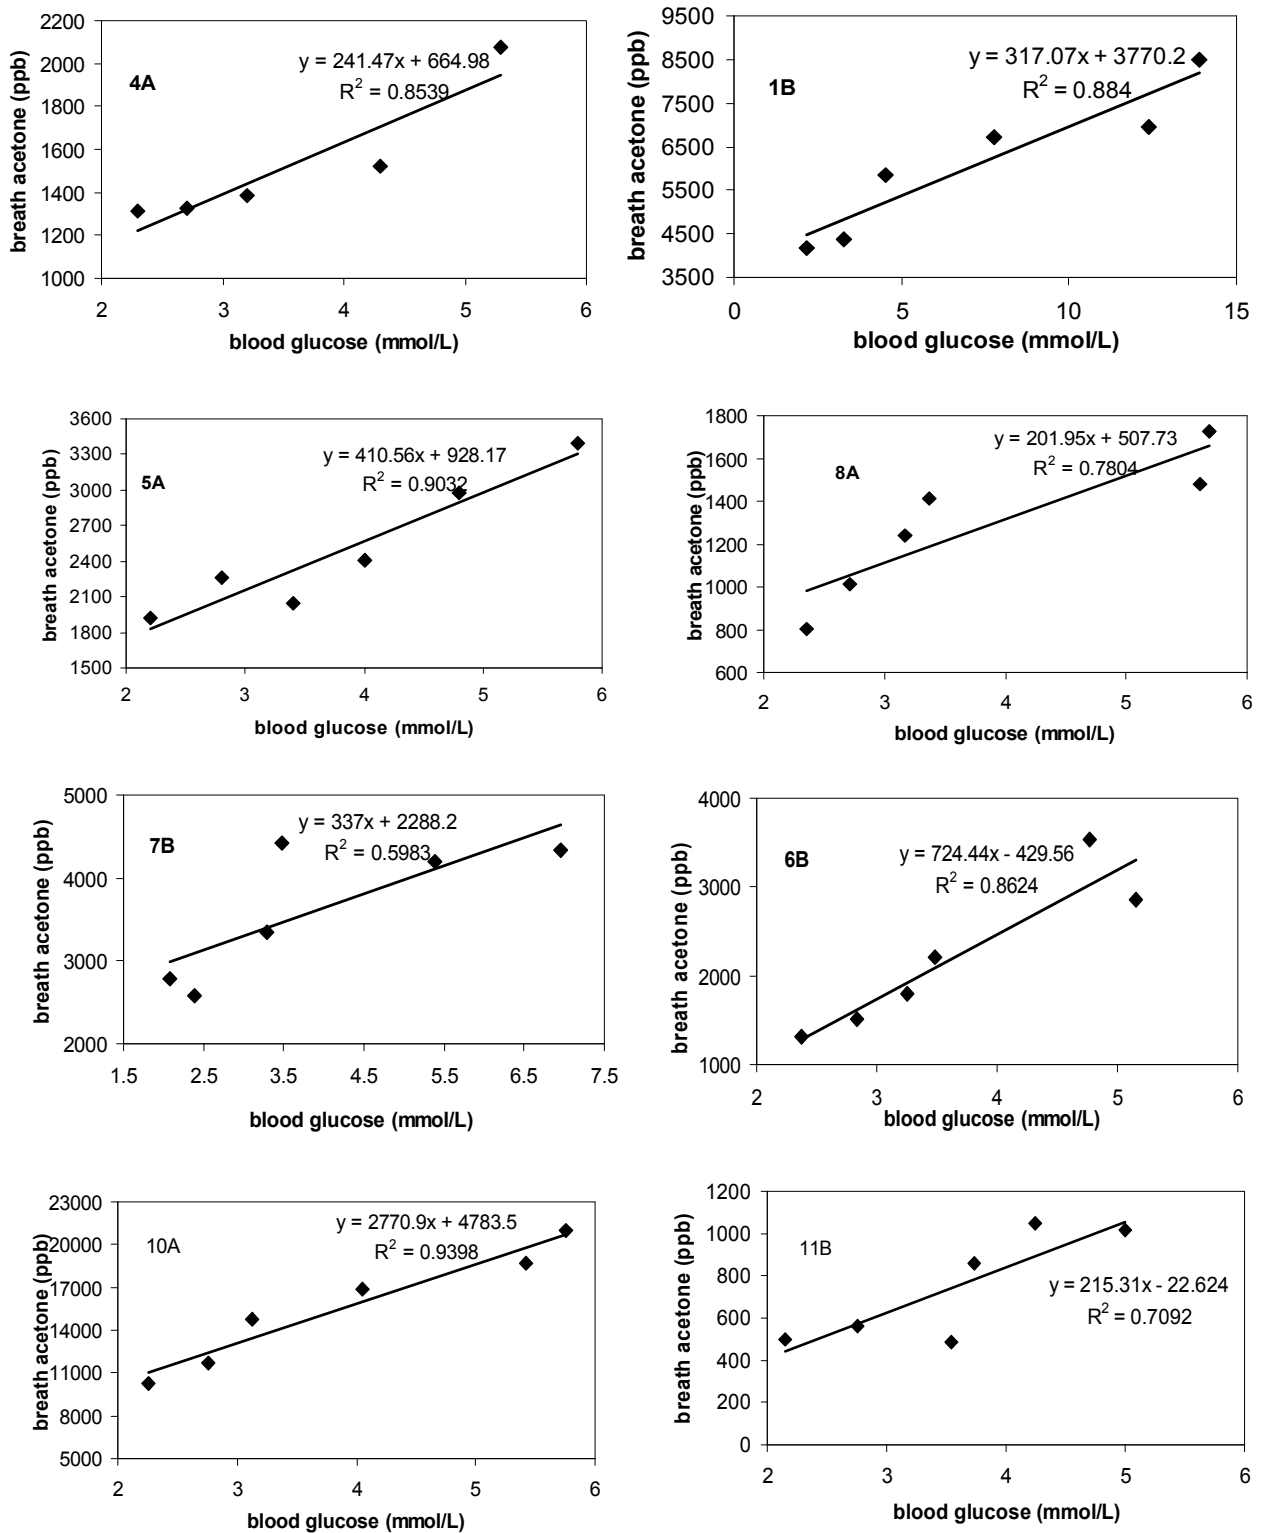 2200
2000
1800
1600
1400
1200
1000
breath acetone (ppb)
4A
y = 241.47x + 664.98
R² = 0.8539
2 3 4 5 6
blood glucose (mmol/L)
9500
8500
7500
6500
5500
4500
3500
breath acetone (ppb)
1B
y = 317.07x + 3770.2
R² = 0.884
0 5 10 15
blood glucose (mmol/L)
3600
3300
3000
2700
2400
2100
1800
1500
breath acetone (ppb)
5A
y = 410.56x + 928.17
R² = 0.9032
2 3 4 5 6
blood glucose (mmol/L)
1800
1600
1400
1200
1000
800
600
breath acetone (ppb)
8A
y = 201.95x + 507.73
R² = 0.7804
2 3 4 5 6
blood glucose (mmol/L)
5000
4000
3000
2000
breath acetone (ppb)
7B
y = 337x + 2288.2
R² = 0.5983
1.5 2.5 3.5 4.5 5.5 6.5 7.5
blood glucose (mmol/L)
4000
3000
2000
1000
breath acetone (ppb)
6B
y = 724.44x - 429.56
R² = 0.8624
2 3 4 5 6
blood glucose (mmol/L)
23000
20000
17000
14000
11000
8000
5000
breath acetone (ppb)
10A
y = 2770.9x + 4783.5
R² = 0.9398
2 3 4 5 6
blood glucose (mmol/L)
1200
1000
800
600
400
200
0
breath acetone (ppb)
11B
y = 215.31x - 22.624
R² = 0.7092
2 3 4 5 6
blood glucose (mmol/L)